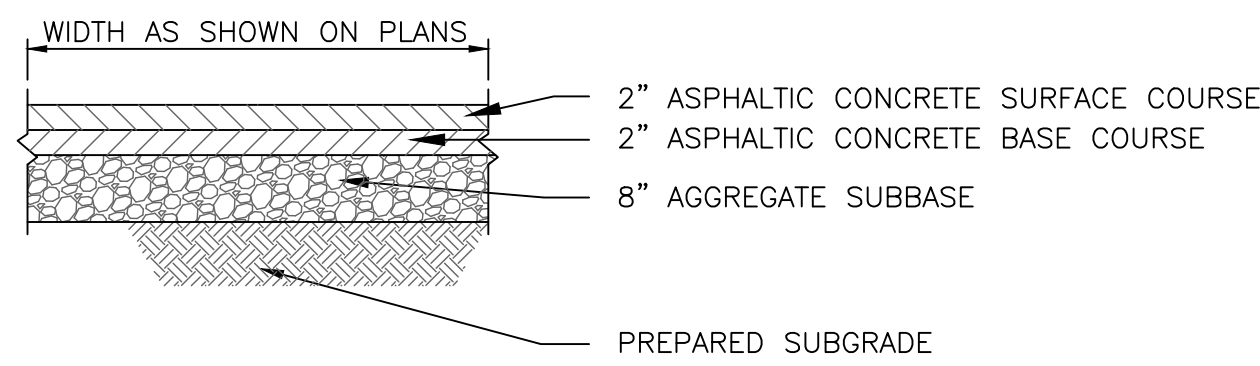 WIDTH AS SHOWN ON PLANS
2” ASPHALTIC CONCRETE SURFACE COURSE
2” ASPHALTIC CONCRETE BASE COURSE
8” AGGREGATE SUBBASE
PREPARED SUBGRADE